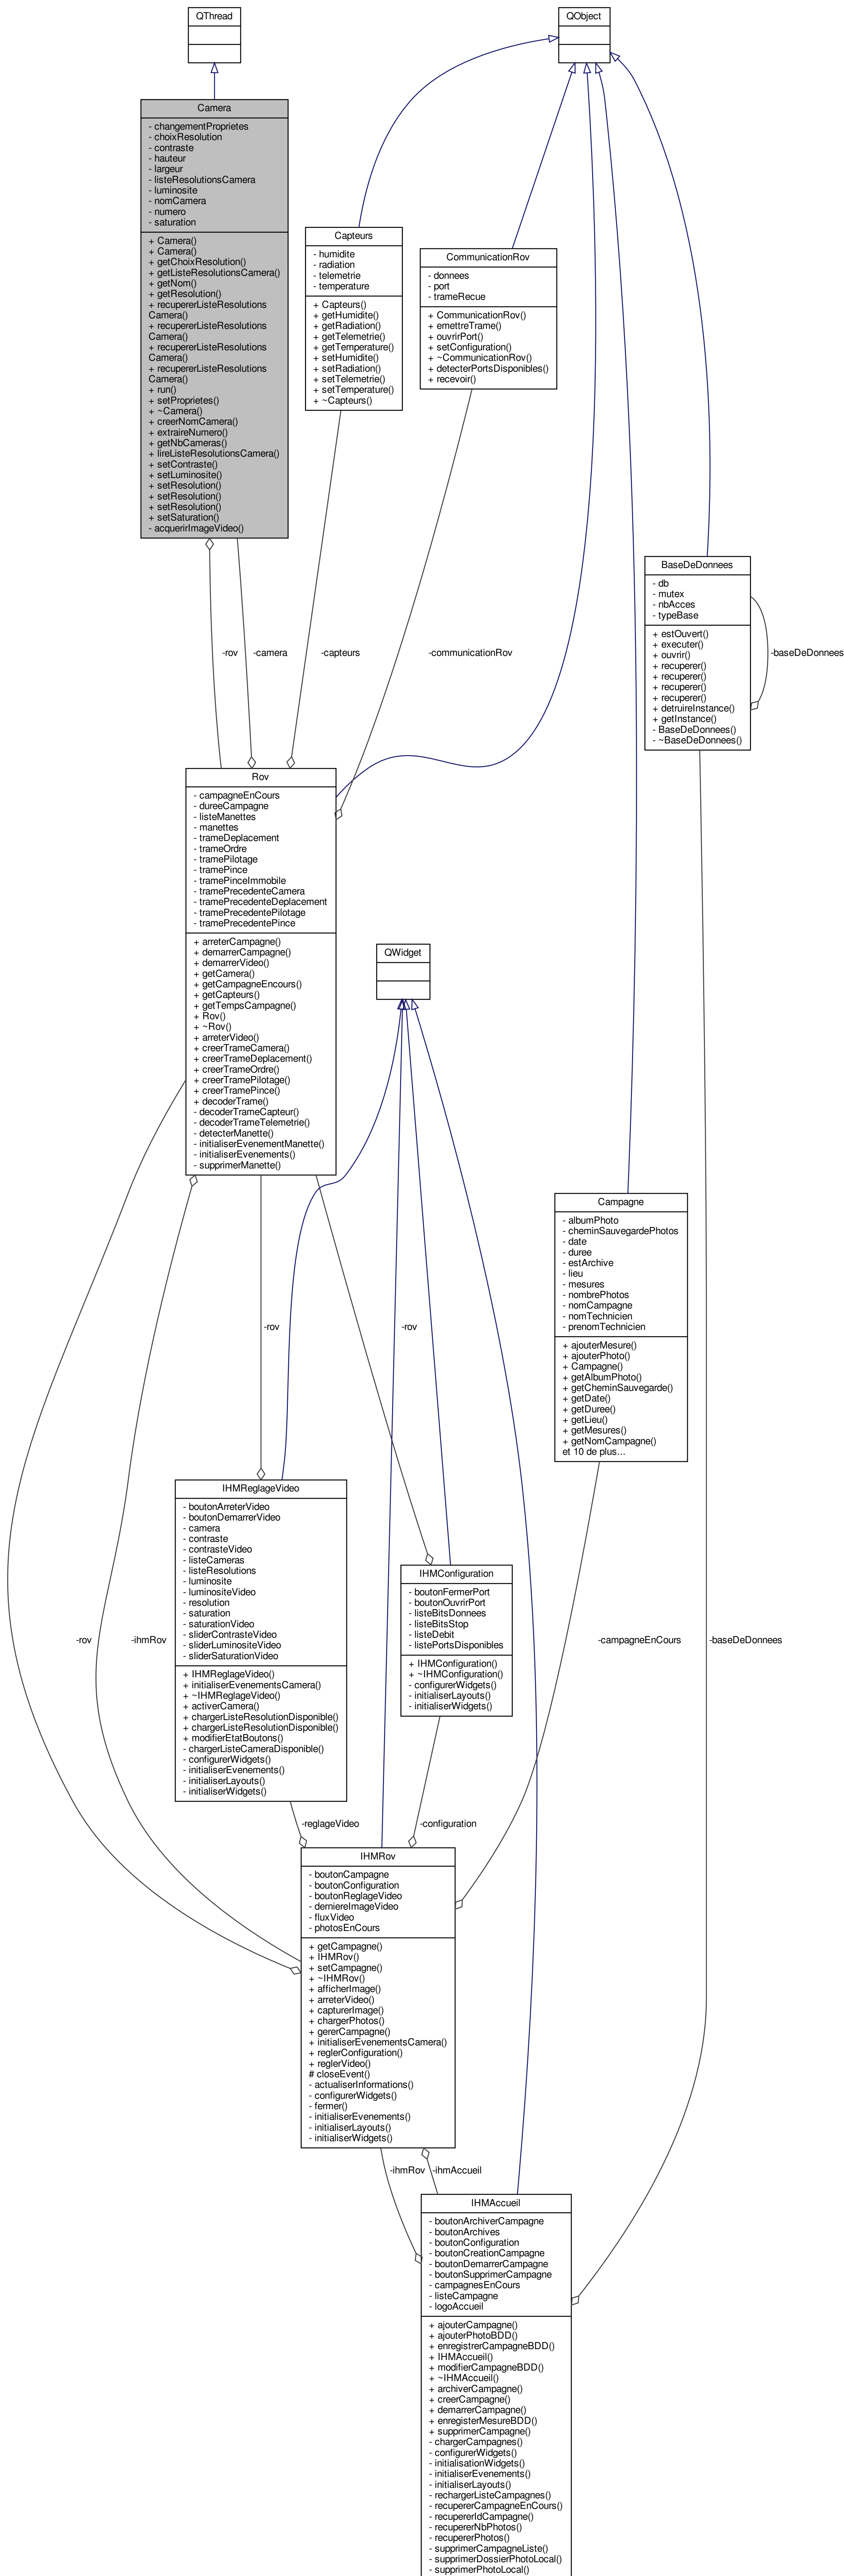 QThread
QObject
Camera
- changementProprietes
- choixResolution
- contraste
- hauteur
- largeur
- listeResolutionsCamera
- luminosite
- nomCamera
- numero
- saturation
+ Camera()
+ Camera()
+ getChoixResolution()
+ getListeResolutionsCamera()
+ getNom()
+ getResolution()
+ recupererListeResolutions
Camera()
+ recupererListeResolutions
Camera()
+ recupererListeResolutions
Camera()
+ recupererListeResolutions
Camera()
+ run()
+ setProprietes()
+ ~Camera()
+ creerNomCamera()
+ extraireNumero()
+ getNbCameras()
+ lireListeResolutionsCamera()
+ setContraste()
+ setLuminosite()
+ setResolution()
+ setResolution()
+ setResolution()
+ setSaturation()
- acquerirImageVideo()
Capteurs
- humidite
- radiation
- telemetrie
- temperature
+ Capteurs()
+ getHumidite()
+ getRadiation()
+ getTelemetrie()
+ getTemperature()
+ setHumidite()
+ setRadiation()
+ setTelemetrie()
+ setTemperature()
+ ~Capteurs()
CommunicationRov
- donnees
- port
- trameRecue
+ CommunicationRov()
+ emettreTrame()
+ ouvrirPort()
+ setConfiguration()
+ ~CommunicationRov()
+ detecterPortsDisponibles()
+ recevoir()
BaseDeDonnees
- db
- mutex
- nbAcces
- typeBase
+ estOuvert()
+ executer()
+ ouvrir()
+ recuperer()
+ recuperer()
+ recuperer()
+ recuperer()
+ detruireInstance()
+ getInstance()
- BaseDeDonnees()
- ~BaseDeDonnees()
-rov
-camera
-capteurs
-communicationRov
-baseDeDonnees
Rov
- campagneEnCours
- dureeCampagne
- listeManettes
- manettes
- trameDeplacement
- trameOrdre
- tramePilotage
- tramePince
- tramePinceImmobile
- tramePrecedenteCamera
- tramePrecedenteDeplacement
- tramePrecedentePilotage
- tramePrecedentePince
+ arreterCampagne()
+ demarrerCampagne()
+ demarrerVideo()
+ getCamera()
+ getCampagneEncours()
+ getCapteurs()
+ getTempsCampagne()
+ Rov()
+ ~Rov()
+ arreterVideo()
+ creerTrameCamera()
+ creerTrameDeplacement()
+ creerTrameOrdre()
+ creerTramePilotage()
+ creerTramePince()
+ decoderTrame()
- decoderTrameCapteur()
- decoderTrameTelemetrie()
- detecterManette()
- initialiserEvenementManette()
- initialiserEvenements()
- supprimerManette()
QWidget
Campagne
- albumPhoto
- cheminSauvegardePhotos
- date
- duree
- estArchive
- lieu
- mesures
- nombrePhotos
- nomCampagne
- nomTechnicien
- prenomTechnicien
+ ajouterMesure()
+ ajouterPhoto()
+ Campagne()
+ getAlbumPhoto()
+ getCheminSauvegarde()
+ getDate()
+ getDuree()
+ getLieu()
+ getMesures()
+ getNomCampagne()
et 10 de plus...
-rov
-rov
IHMReglageVideo
- boutonArreterVideo
- boutonDemarrerVideo
- camera
- contraste
- contrasteVideo
- listeCameras
- listeResolutions
- luminosite
- luminositeVideo
- resolution
- saturation
- saturationVideo
- sliderContrasteVideo
- sliderLuminositeVideo
- sliderSaturationVideo
+ IHMReglageVideo()
+ initialiserEvenementsCamera()
+ ~IHMReglageVideo()
+ activerCamera()
+ chargerListeResolutionDisponible()
+ chargerListeResolutionDisponible()
+ modifierEtatBoutons()
- chargerListeCameraDisponible()
- configurerWidgets()
- initialiserEvenements()
- initialiserLayouts()
- initialiserWidgets()
IHMConfiguration
- boutonFermerPort
- boutonOuvrirPort
- listeBitsDonnees
- listeBitsStop
- listeDebit
- listePortsDisponibles
+ IHMConfiguration()
+ ~IHMConfiguration()
- configurerWidgets()
- initialiserLayouts()
- initialiserWidgets()
-rov
-ihmRov
-campagneEnCours
-baseDeDonnees
-reglageVideo
-configuration
IHMRov
- boutonCampagne
- boutonConfiguration
- boutonReglageVideo
- derniereImageVideo
- fluxVideo
- photosEnCours
+ getCampagne()
+ IHMRov()
+ setCampagne()
+ ~IHMRov()
+ afficherImage()
+ arreterVideo()
+ capturerImage()
+ chargerPhotos()
+ gererCampagne()
+ initialiserEvenementsCamera()
+ reglerConfiguration()
+ reglerVideo()
# closeEvent()
- actualiserInformations()
- configurerWidgets()
- fermer()
- initialiserEvenements()
- initialiserLayouts()
- initialiserWidgets()
-ihmRov
-ihmAccueil
IHMAccueil
- boutonArchiverCampagne
- boutonArchives
- boutonConfiguration
- boutonCreationCampagne
- boutonDemarrerCampagne
- boutonSupprimerCampagne
- campagnesEnCours
- listeCampagne
- logoAccueil
+ ajouterCampagne()
+ ajouterPhotoBDD()
+ enregistrerCampagneBDD()
+ IHMAccueil()
+ modifierCampagneBDD()
+ ~IHMAccueil()
+ archiverCampagne()
+ creerCampagne()
+ demarrerCampagne()
+ enregisterMesureBDD()
+ supprimerCampagne()
- chargerCampagnes()
- configurerWidgets()
- initialisationWidgets()
- initialiserEvenements()
- initialiserLayouts()
- rechargerListeCampagnes()
- recupererCampagneEnCours()
- recupererIdCampagne()
- recupererNbPhotos()
- recupererPhotos()
- supprimerCampagneListe()
- supprimerDossierPhotoLocal()
- supprimerPhotoLocal()